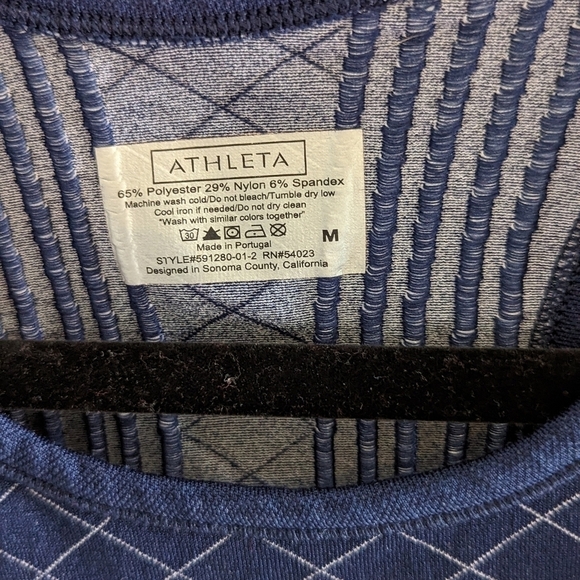 ATHLETA
65% Polyester 29% Nylon 6% Spandex
Machine wash cold/Do not bleach/Tumble dry low
Cool iron if needed/Do not dry clean
"Wash with similar colors together"
30
Made in Portugal
M
STYLE#591280-01-2 RN#54023
Designed in Sonoma County, California